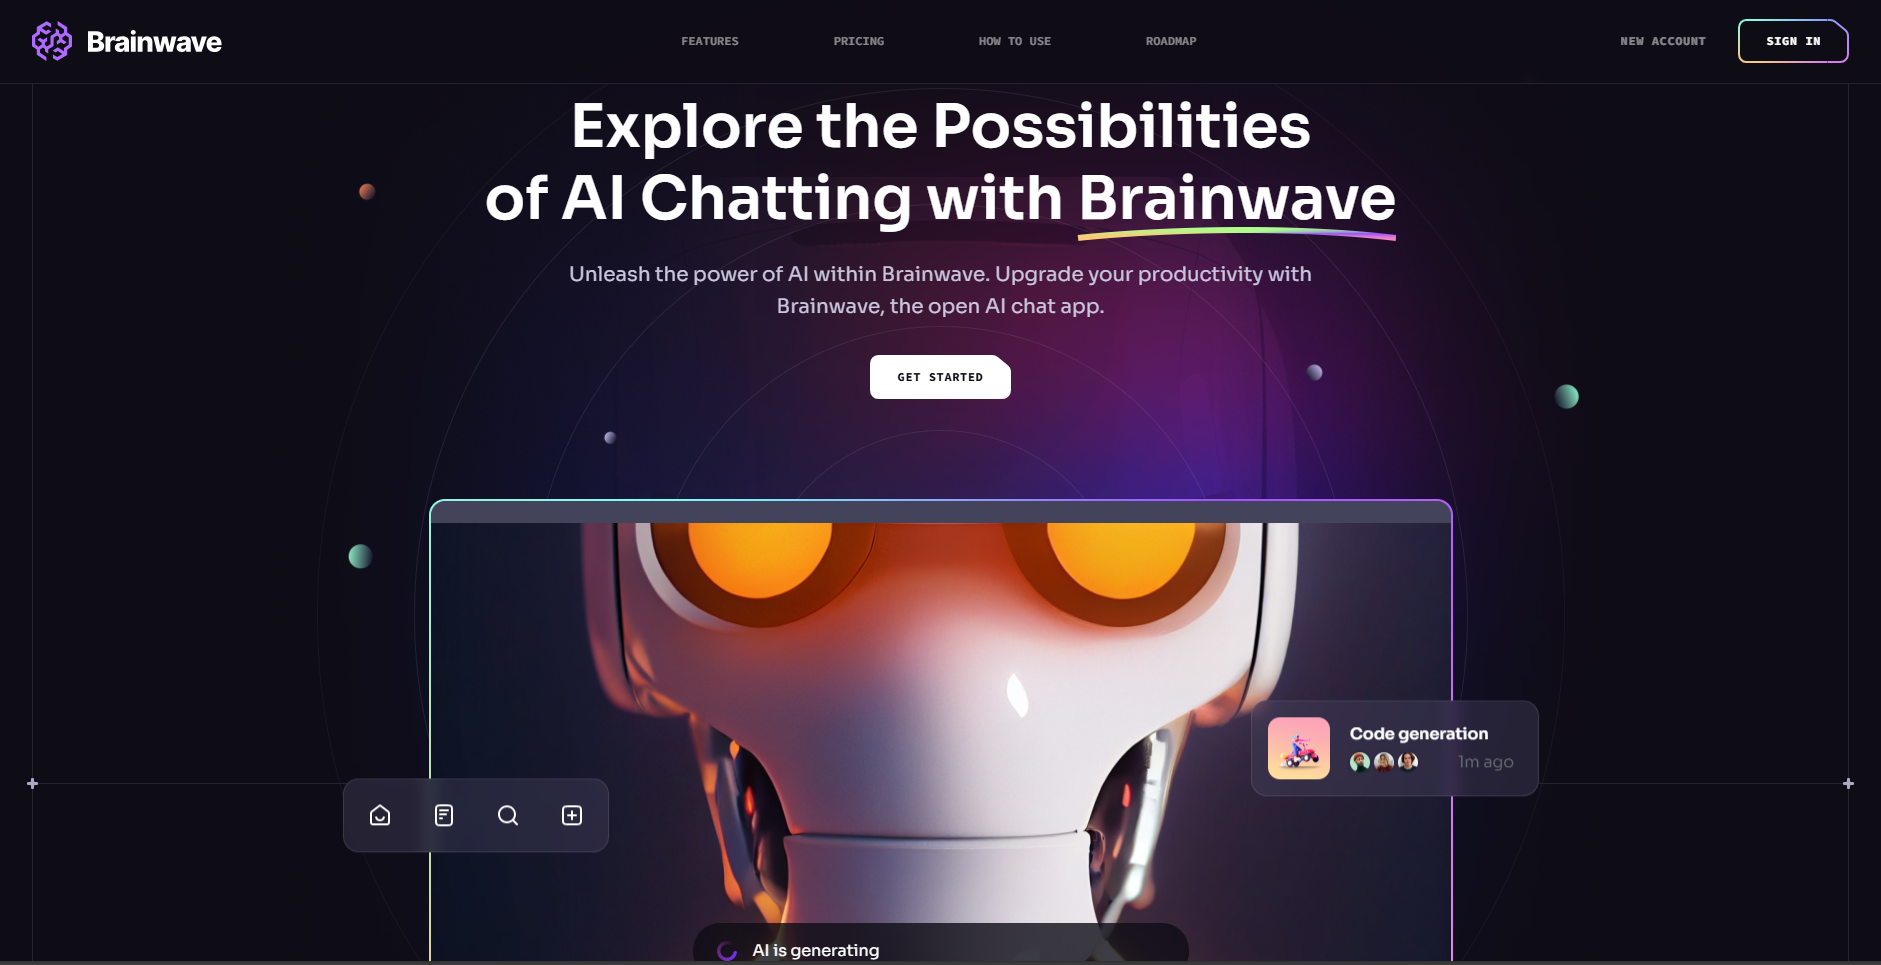 Brainwave
FEATURES
PRICING
HOW TO USE
ROADMAP
NEW ACCOUNT
SIGN IN
Explore the Possibilities
of AI Chatting with Brainwave
Unleash the power of AI within Brainwave. Upgrade your productivity with
Brainwave, the open AI chat app.
GET STARTED
Code generation
1m ago
AI is generating